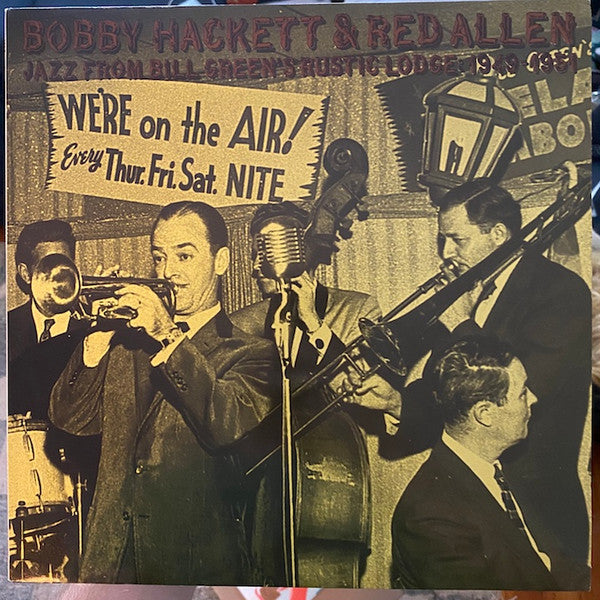 BOBBY HACKETT & RED ALLEN
JAZZ FROM BILL GREEN'S RUSTIC LODGE: 1949-1951
WE'RE on the AIR!
Every Thur. Fri. Sat. NITE